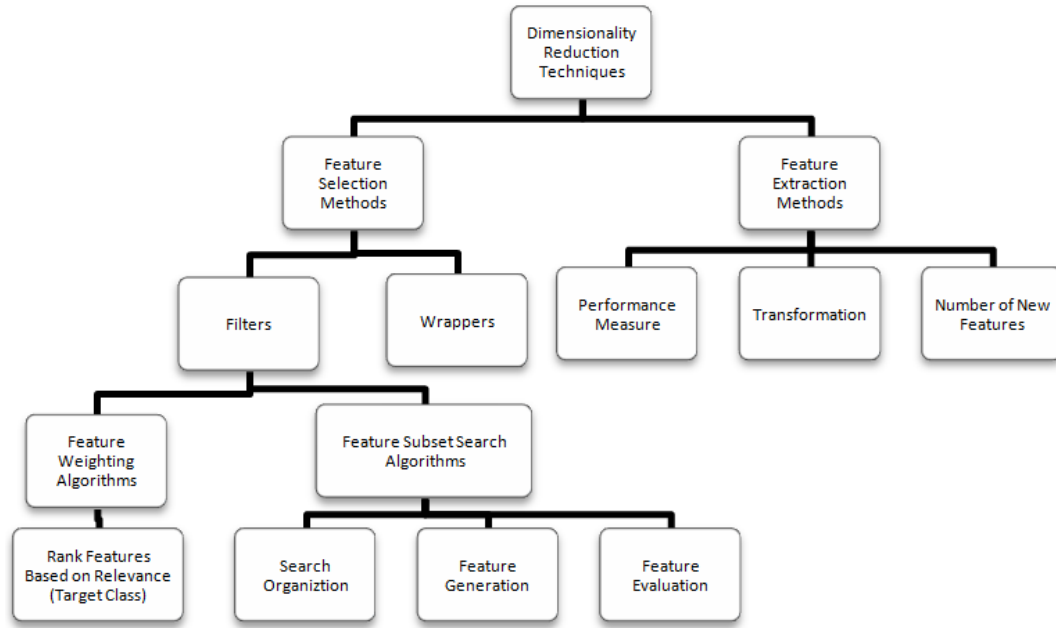 Dimensionality
Reduction
Techniques
Feature
Selection
Methods
Feature
Extraction
Methods
Filters
Wrappers
Performance
Measure
Transformation
Number of New
Features
Feature
Weighting
Algorithms
Feature Subset Search
Algorithms
Rank Features
Based on Relevance
(Target Class)
Search
Organiztion
Feature
Generation
Feature
Evaluation